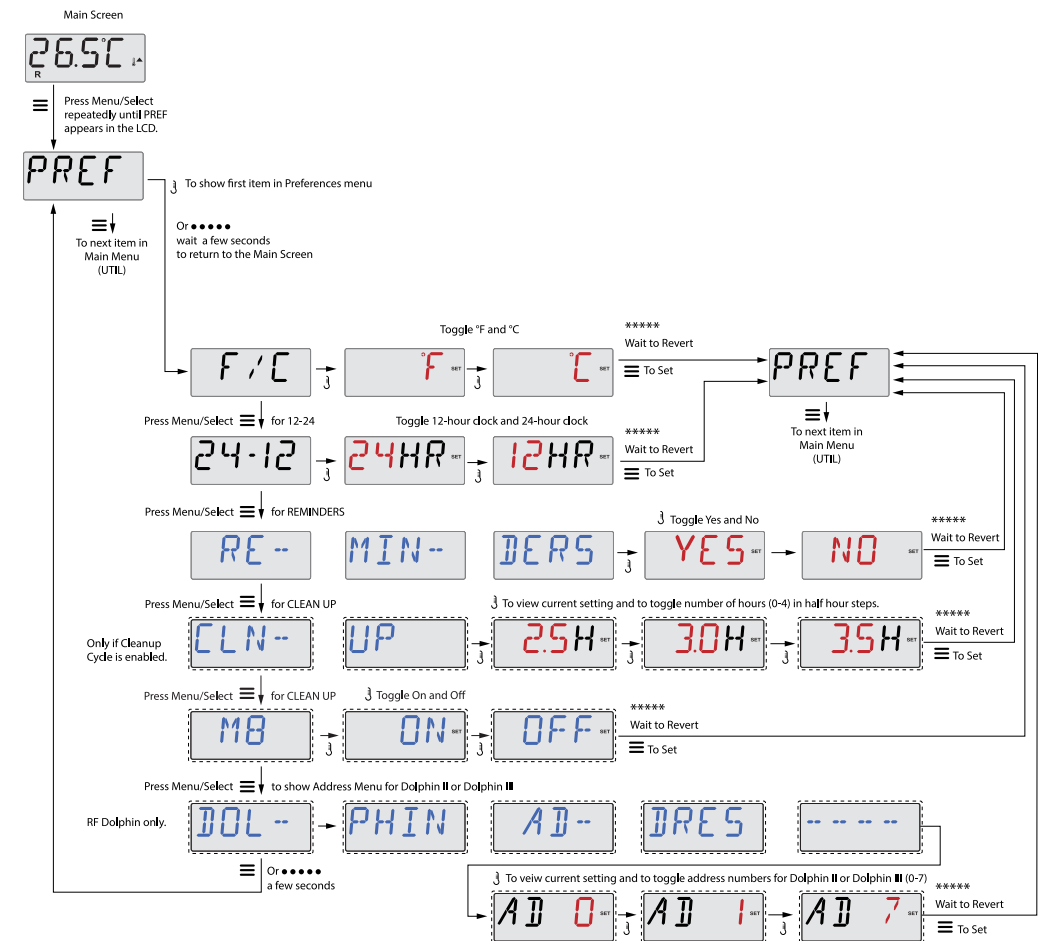 Main Screen
26.5°C
R
Press Menu/Select
repeatedly until PREF
appears in the LCD.
PREF
To show first item in Preferences menu
To next item in
Main Menu
(UTIL)
Or •••••
wait a few seconds
to return to the Main Screen
Toggle °F and °C
F/C
°F SET
°C SET
*****
Wait to Revert
To Set
PREF
To next item in
Main Menu
(UTIL)
Press Menu/Select for 12-24
Toggle 12-hour clock and 24-hour clock
24-12
24HR SET
12HR SET
*****
Wait to Revert
To Set
Press Menu/Select for REMINDERS
Toggle Yes and No
RE--
MIN--
DERS
YES SET
NO SET
*****
Wait to Revert
To Set
Press Menu/Select for CLEAN UP
To view current setting and to toggle number of hours (0-4) in half hour steps.
Only if Cleanup
Cycle is enabled.
CLN--
UP
2.5H SET
3.0H SET
3.5H SET
*****
Wait to Revert
To Set
Press Menu/Select for CLEAN UP
Toggle On and Off
M8
ON SET
OFF SET
*****
Wait to Revert
To Set
Press Menu/Select to show Address Menu for Dolphin II or Dolphin III
RF Dolphin only.
DOL--
PHIN
AD--
DRES
----
Or •••••
a few seconds
To veiw current setting and to toggle address numbers for Dolphin II or Dolphin III (0-7)
AD 0 SET
AD 1 SET
AD 7 SET
*****
Wait to Revert
To Set